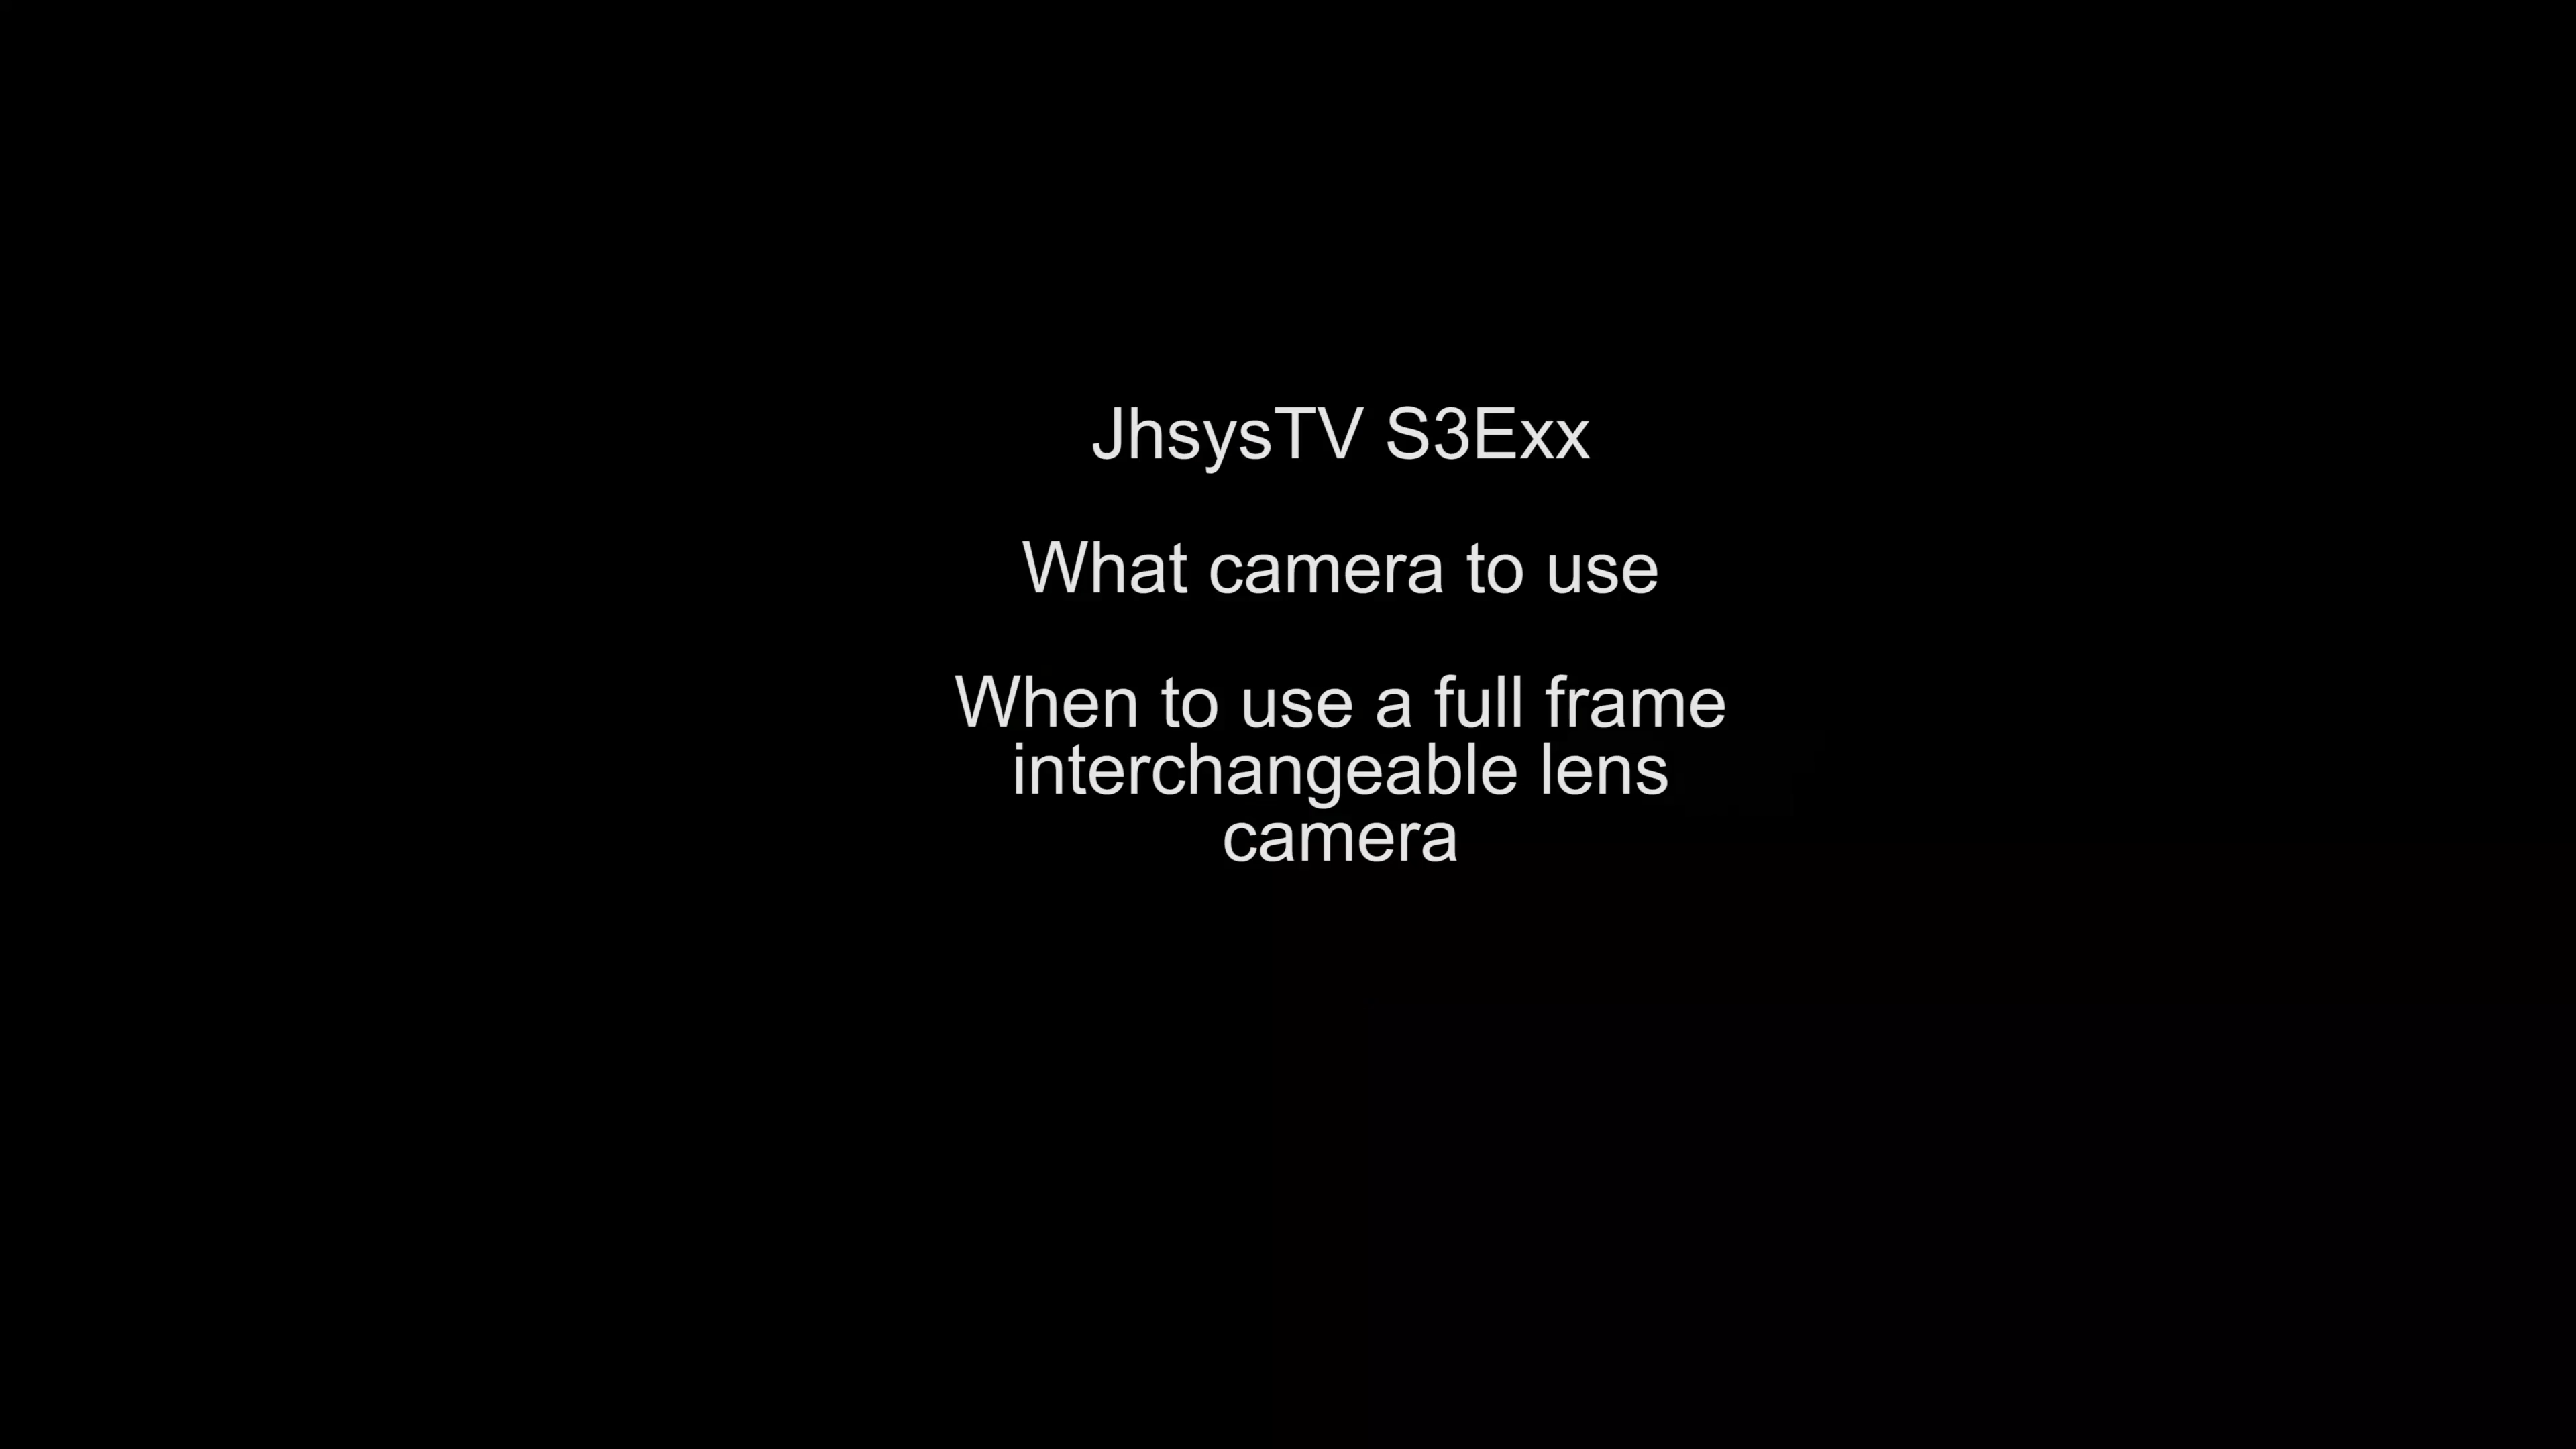 JhsysTV S3Exx
What camera to use
When to use a full frame
interchangeable lens
camera